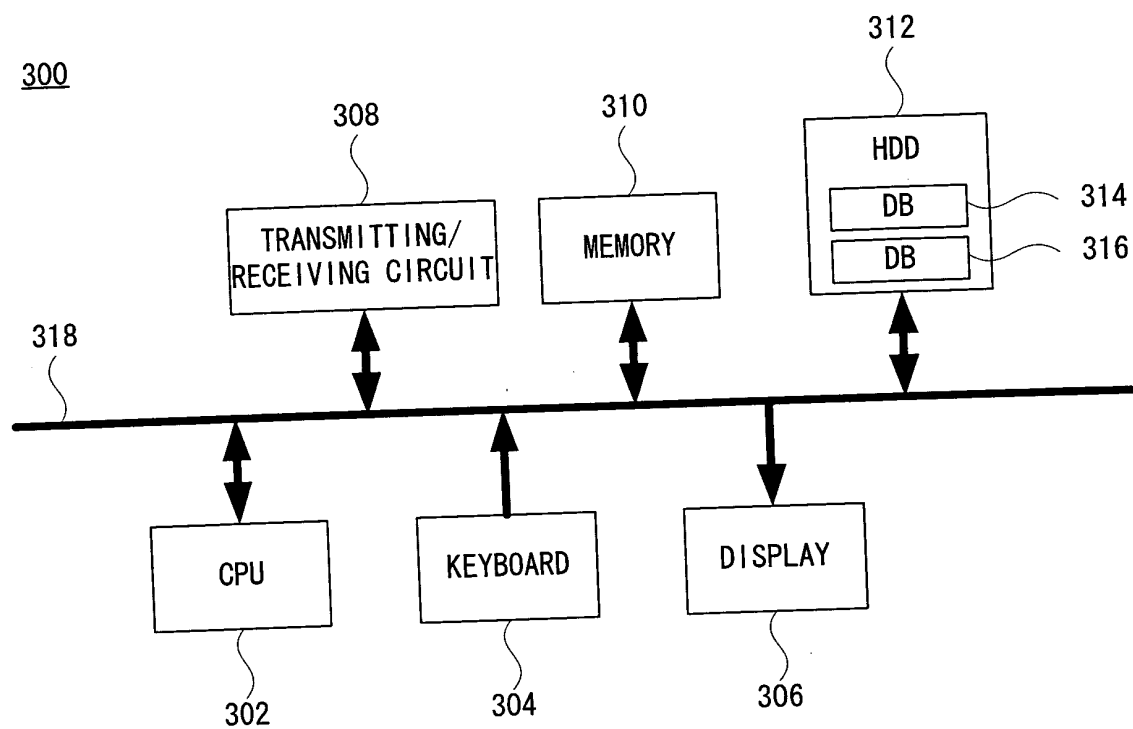 300
312
310
308
HDD
DB
314
DB
316
TRANSMITTING/
RECEIVING CIRCUIT
MEMORY
318
CPU
KEYBOARD
DISPLAY
302
304
306